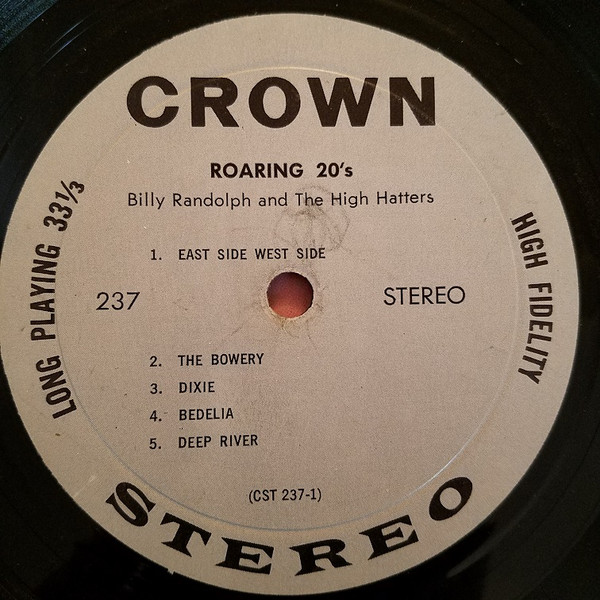 CROWN
ROARING 20's
Billy Randolph and The High Hatters
LONG PLAYING 33⅓
HIGH FIDELITY
1. EAST SIDE WEST SIDE
237
STEREO
2. THE BOWERY
3. DIXIE
4. BEDELIA
5. DEEP RIVER
(CST 237-1)
STEREO